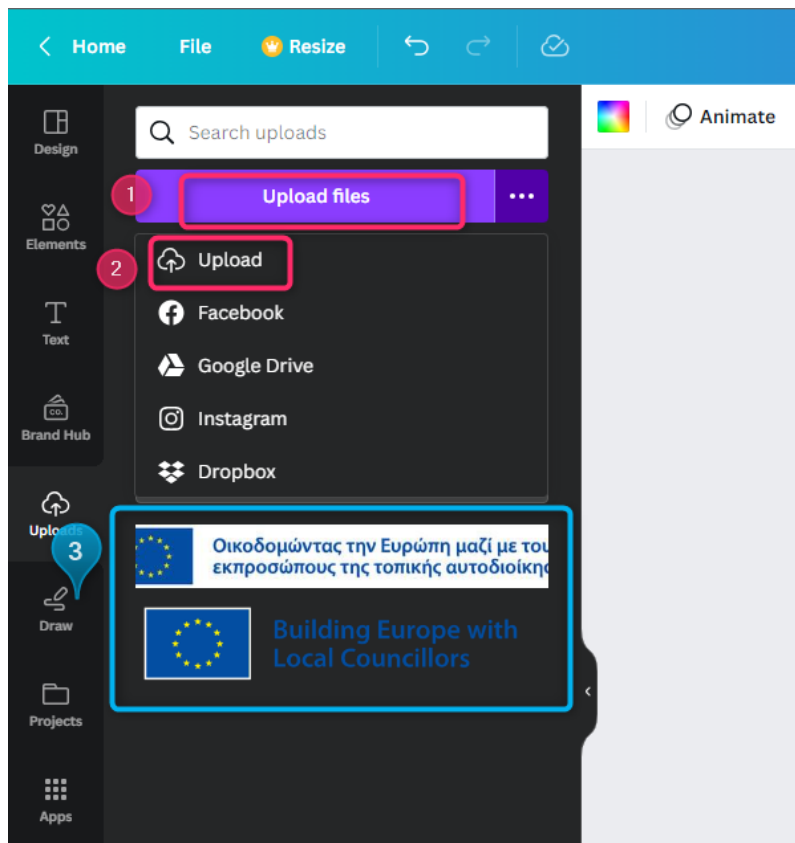 Home File Resize
Search uploads
Animate
Design
1 Upload files
Elements
2 Upload
Facebook
Text
Google Drive
Instagram
Brand Hub
CO.
Dropbox
Uploads
3
Οικοδομώντας την Ευρώπη μαζί με
εκπροσώπους της τοπικής
Draw
Building Europe with
Local Councillors
Projects
Apps